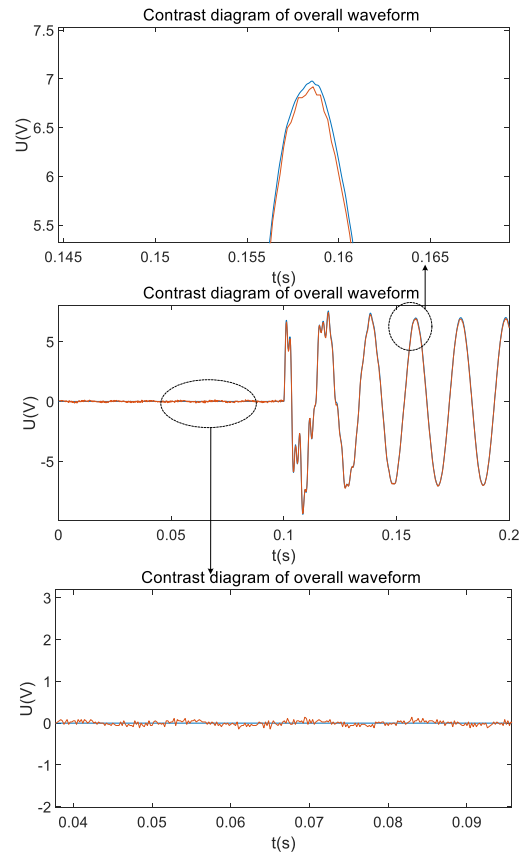 Contrast diagram of overall waveform
7.5
7
6.5
6
5.5
U(V)
0.145 0.15 0.155 0.16 0.165
t(s)
Contrast diagram of overall waveform
5
0
-5
U(V)
0 0.05 0.1 0.15 0.2
t(s)
Contrast diagram of overall waveform
3
2
1
0
-1
-2
U(V)
0.04 0.05 0.06 0.07 0.08 0.09
t(s)